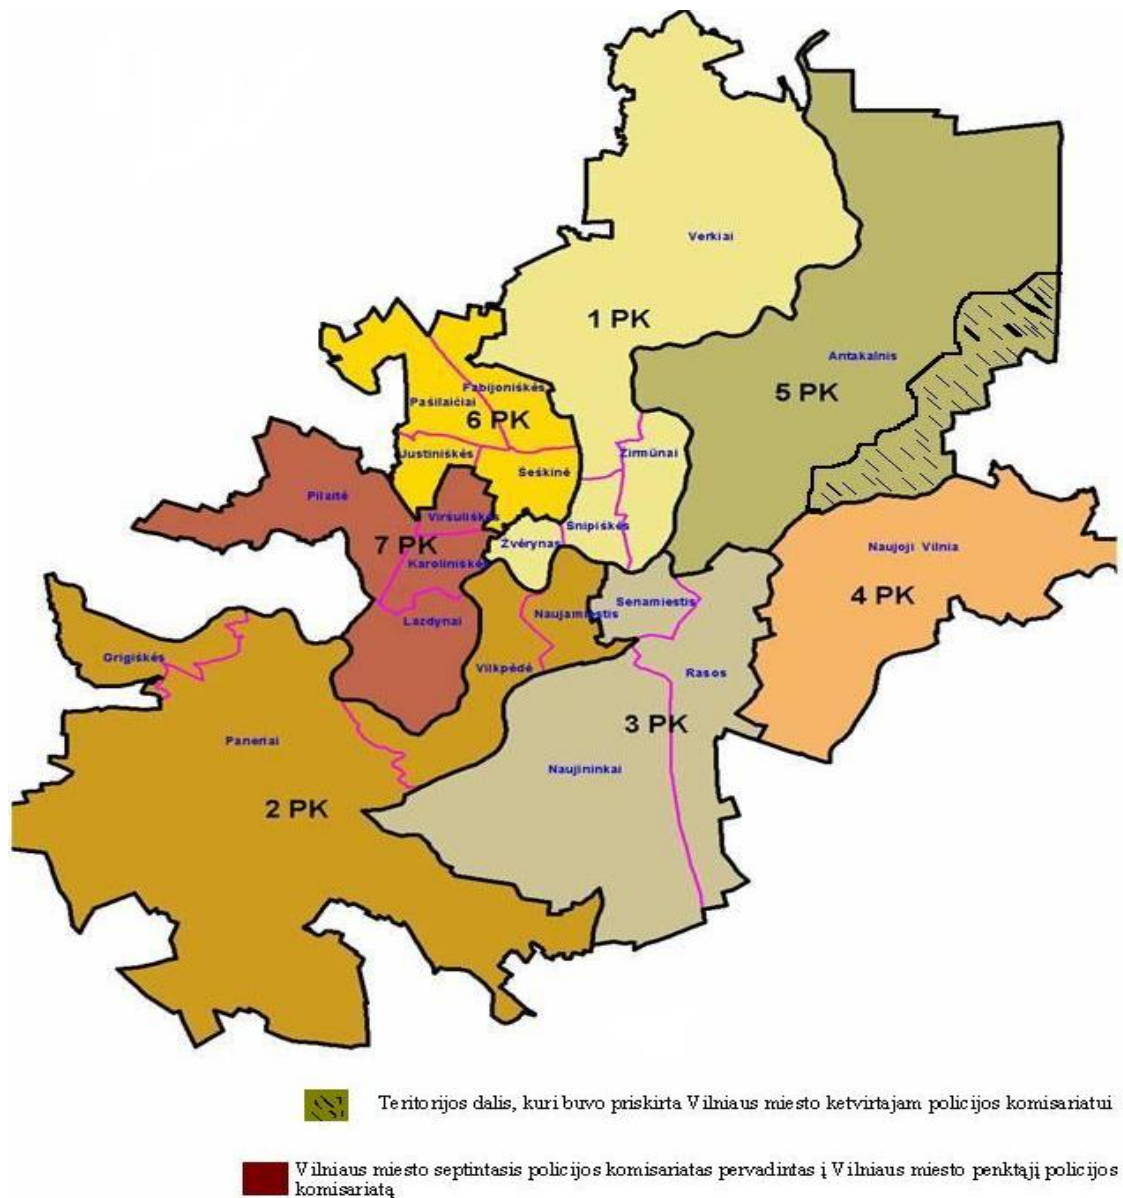 Verkiai
1 PK
Antakalnis
5 PK
Fabijoniškės
Pašilaičiai
6 PK
Justiniškės
Šeškinė
Žirmūnai
Pilaitė
Viršuliškės
Šnipiškės
Žvėrynas
7 PK
Karoliniškės
Naujoji Vilnia
4 PK
Lazdynai
Naujamiestis
Senamiestis
Grigiškės
Vilkpėdė
Rasos
3 PK
Paneriai
Naujininkai
2 PK
Teritorijos dalis, kuri buvo priskirta Vilniaus miesto ketvirtajam policijos komisariatui
Vilniaus miesto septintasis policijos komisariatas pervadintas į Vilniaus miesto penktąjį policijos
komisariatą